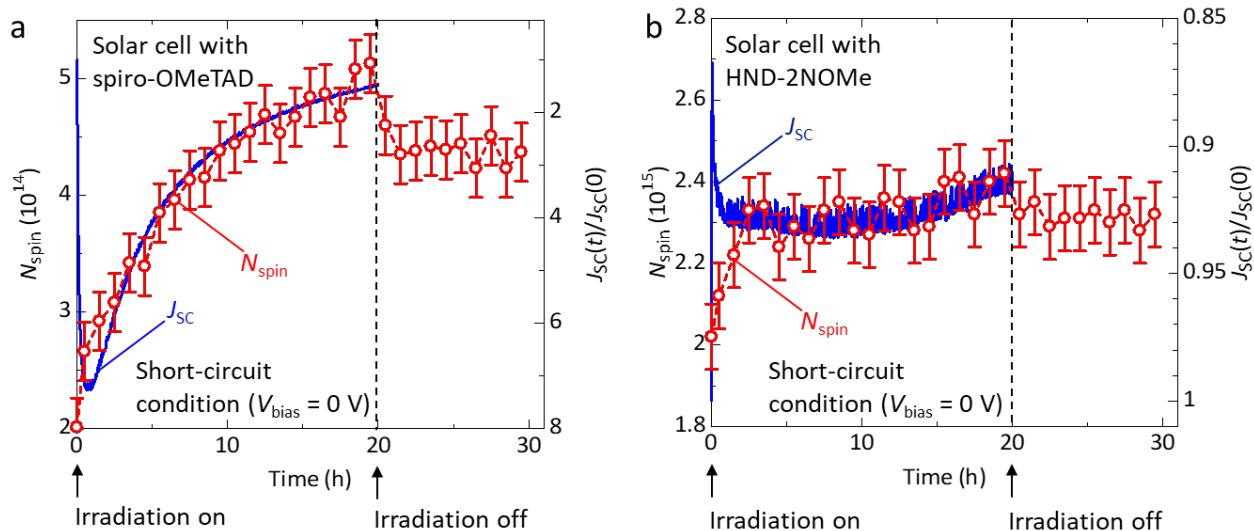 a
Solar cell with
spiro-OMeTAD
N_spin (10^14)
5
4
3
2
J_SC(t)/J_SC(0)
2
4
6
8
N_spin
J_SC
Short-circuit
condition (V_bias = 0 V)
0
10
20
30
Time (h)
Irradiation on
Irradiation off
b
Solar cell with
HND-2NOMe
N_spin (10^15)
2.8
2.6
2.4
2.2
2
1.8
J_SC(t)/J_SC(0)
0.85
0.9
0.95
1
J_SC
N_spin
Short-circuit
condition (V_bias = 0 V)
0
10
20
30
Time (h)
Irradiation on
Irradiation off